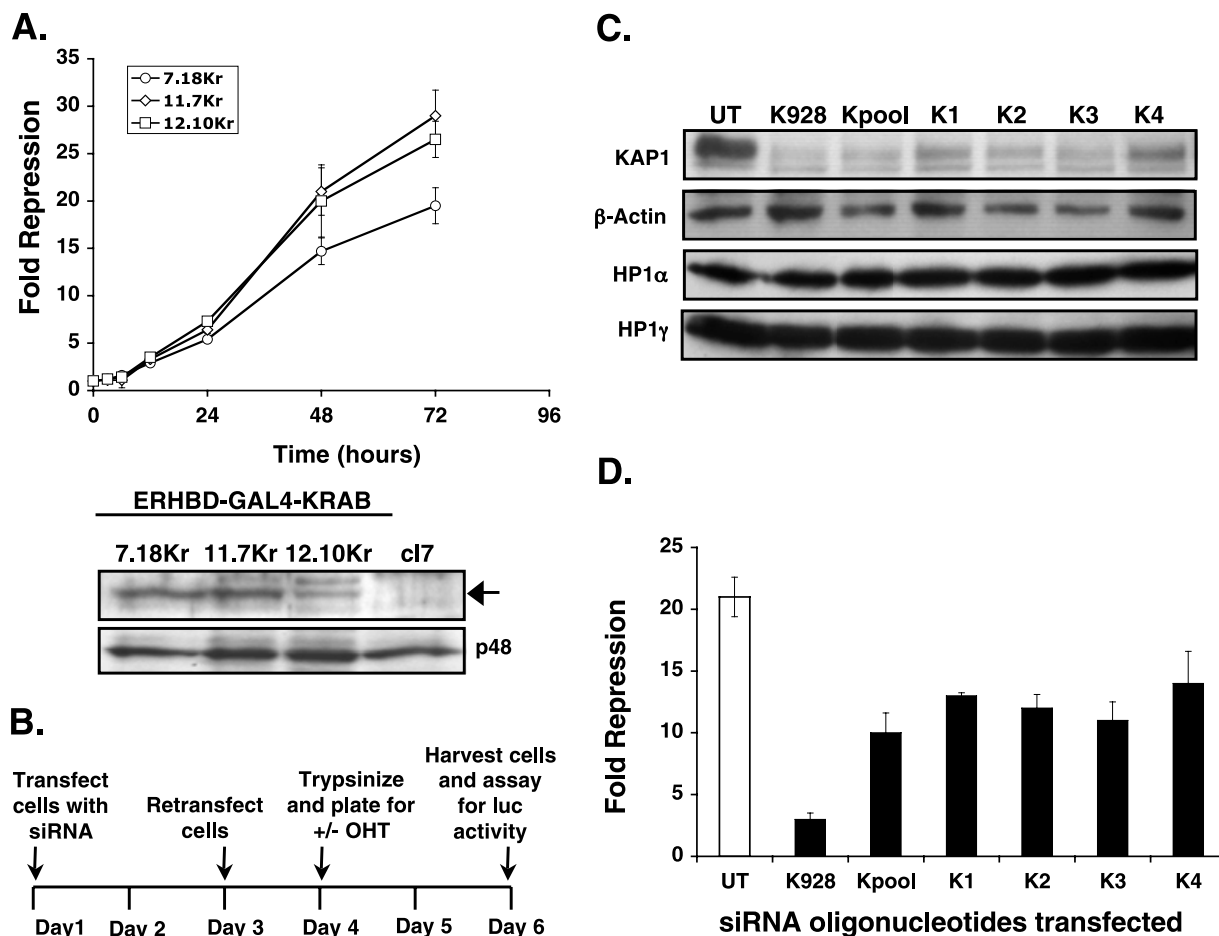 A.
35
30
25
20
15
10
5
0
Fold Repression
7.18Kr
11.7Kr
12.10Kr
0 24 48 72 96
Time (hours)
ERHBD-GAL4-KRAB
7.18Kr 11.7Kr 12.10Kr cl7
p48
B.
Transfect
cells with
siRNA
Retransfect
cells
Trypsinize
and plate for
+/- OHT
Harvest cells
and assay
for luc
activity
Day1 Day 2 Day 3 Day 4 Day 5 Day 6
C.
UT K928 Kpool K1 K2 K3 K4
KAP1
β-Actin
HP1α
HP1γ
D.
25
20
15
10
5
0
Fold Repression
UT K928 Kpool K1 K2 K3 K4
siRNA oligonucleotides transfected